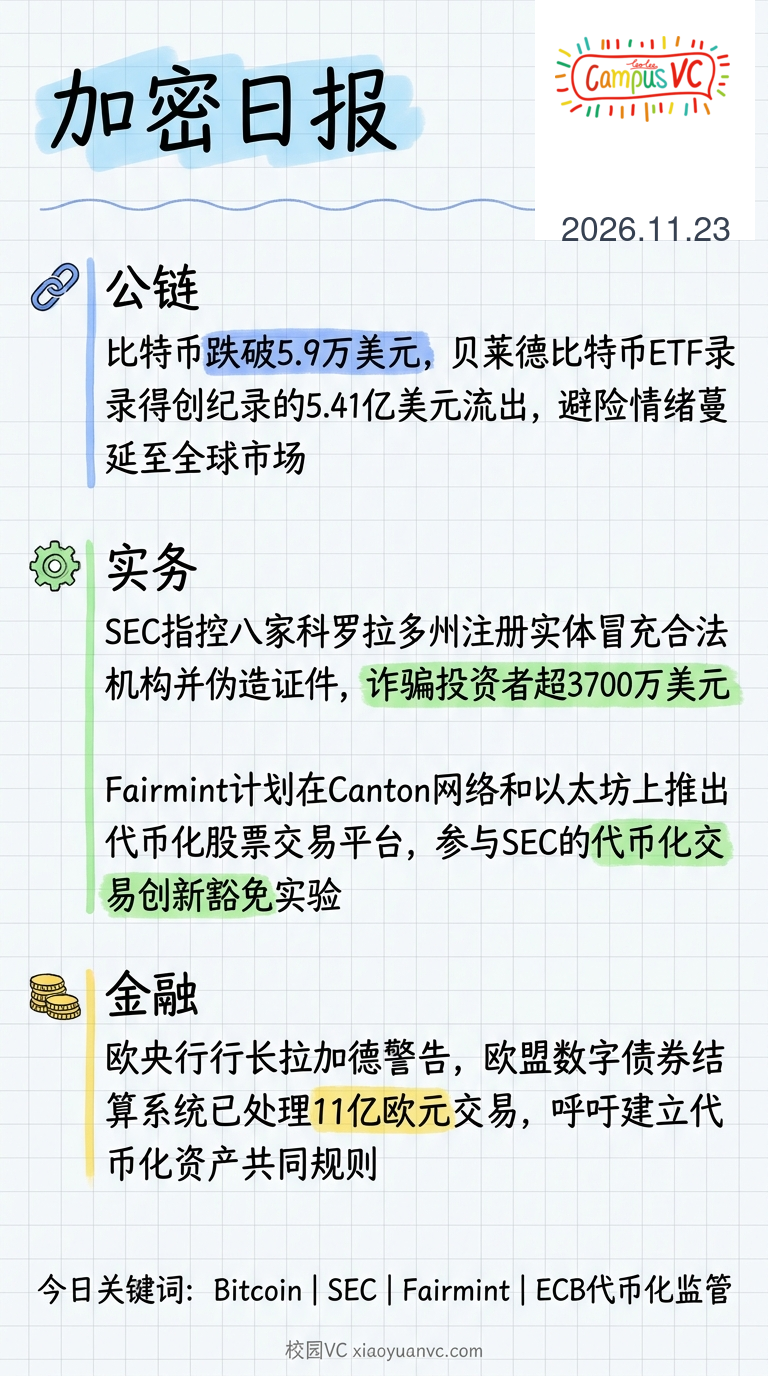 加密日报
leolee
Campus VC
2026.11.23
公链
比特币跌破5.9万美元，贝莱德比特币ETF录
录得创纪录的5.41亿美元流出，避险情绪蔓
延至全球市场
实务
SEC指控八家科罗拉多州注册实体冒充合法
机构并伪造证件，诈骗投资者超3700万美元
Fairmint计划在Canton网络和以太坊上推出
代币化股票交易平台，参与SEC的代币化交
易创新豁免实验
金融
欧央行行长拉加德警告，欧盟数字债券结
算系统已处理11亿欧元交易，呼吁建立代
币化资产共同规则
今日关键词：Bitcoin | SEC | Fairmint | ECB代币化监管
校园VC xiaoyuanvc.com